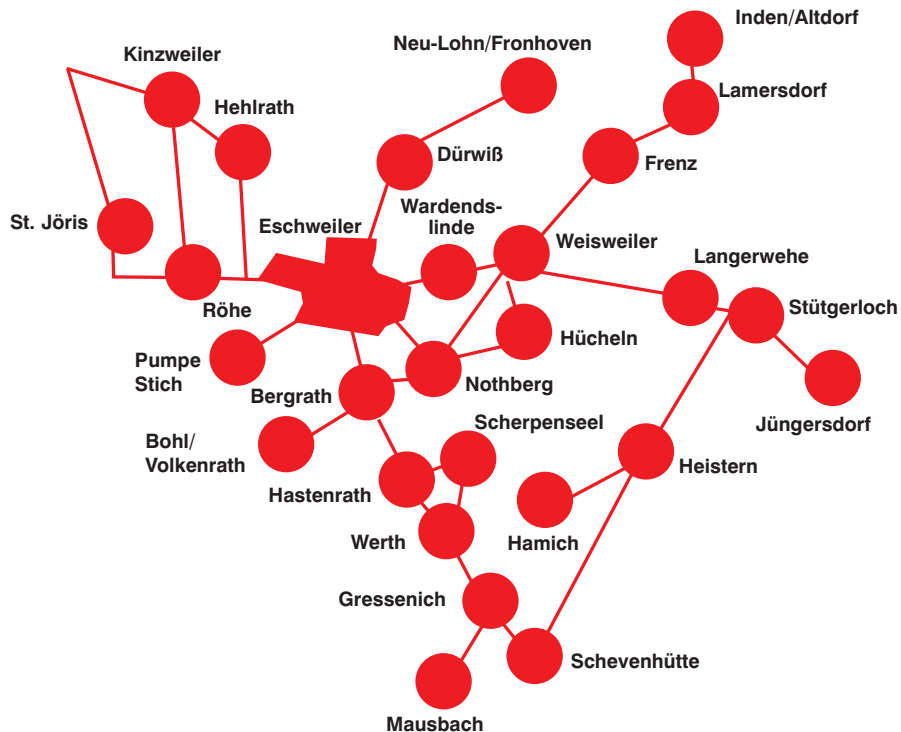 Inden/Altdorf
Neu-Lohn/Fronhoven
Kinzweiler
Lamersdorf
Hehlrath
Dürwiß
Frenz
Wardends-
linde
St. Jöris
Eschweiler
Weisweiler
Langerwehe
Stütgerloch
Röhe
Hücheln
Pumpe
Stich
Nothberg
Bergrath
Scherpenseel
Jüngersdorf
Bohl/
Volkenrath
Heistern
Hastenrath
Werth
Hamich
Gressenich
Schevenhütte
Mausbach